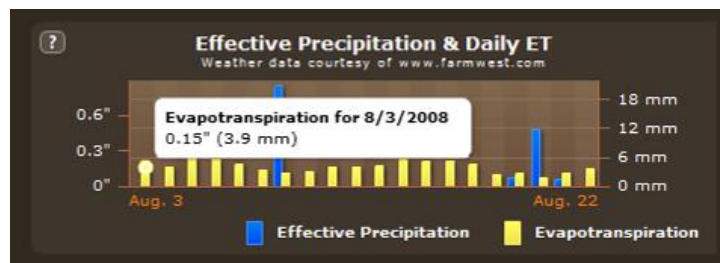 ?
Effective Precipitation & Daily ET
Weather data courtesy of www.farmwest.com
0.6"
0.3"
0"
Evapotranspiration for 8/3/2008
0.15" (3.9 mm)
18 mm
12 mm
6 mm
0 mm
Aug. 3
Aug. 22
Effective Precipitation
Evapotranspiration